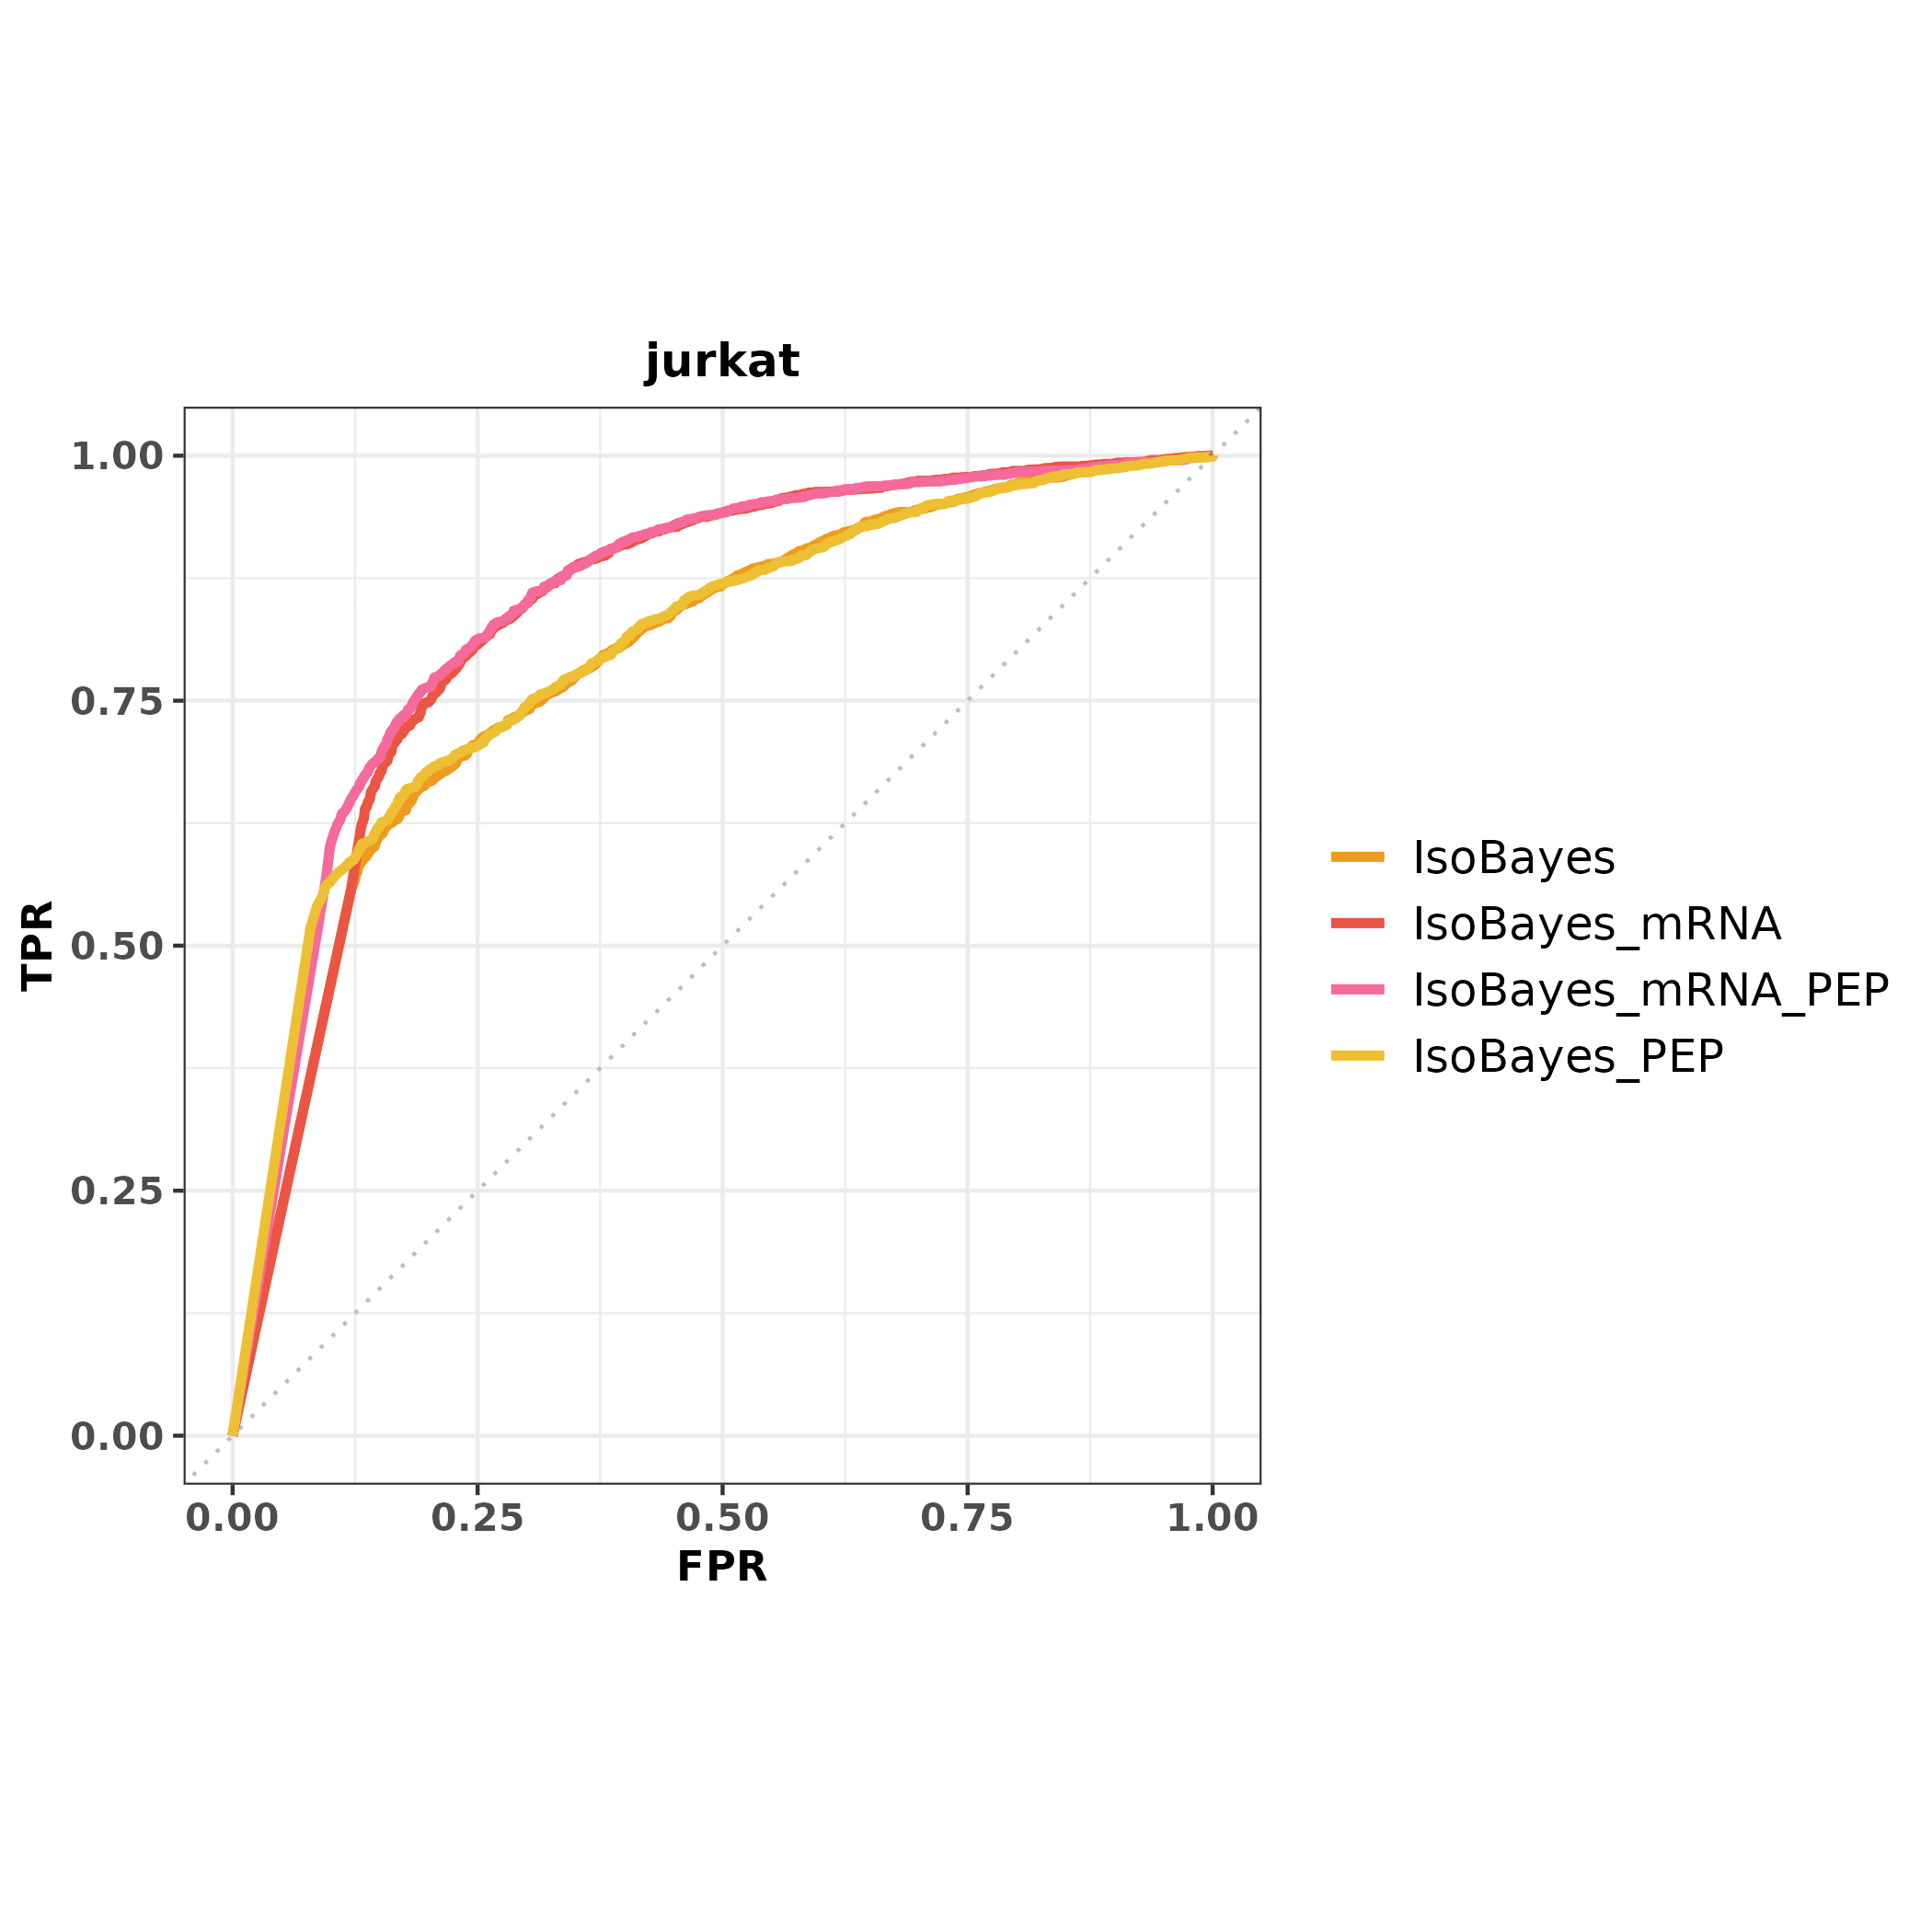 jurkat
1.00
0.75
0.50
0.25
0.00
TPR
0.00 0.25 0.50 0.75 1.00
FPR
IsoBayes
IsoBayes_mRNA
IsoBayes_mRNA_PEP
IsoBayes_PEP